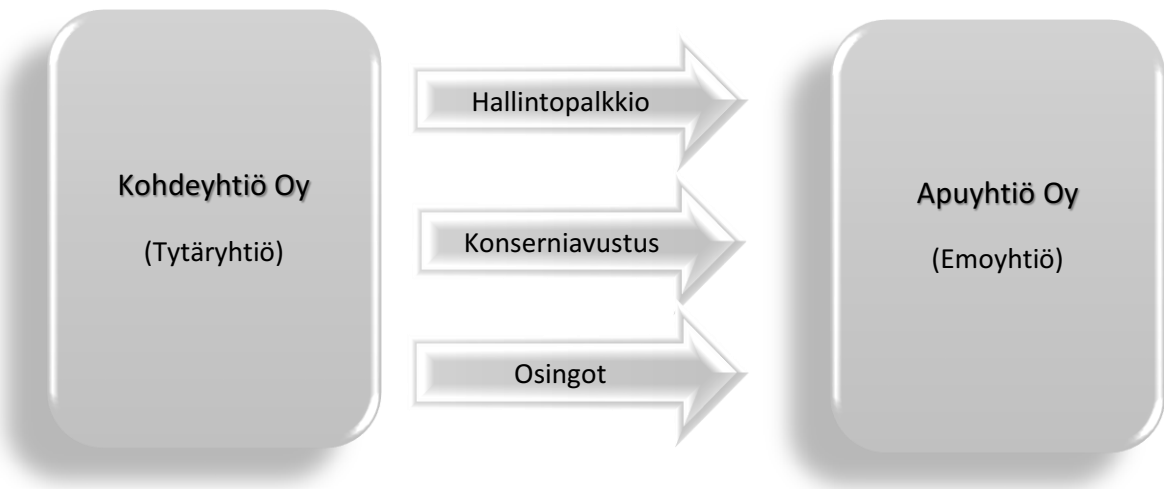 Kohdeyhtiö Oy
(Tytäryhtiö)
Hallintopalkkio
Konserniavustus
Osingot
Apuyhtiö Oy
(Emoyhtiö)